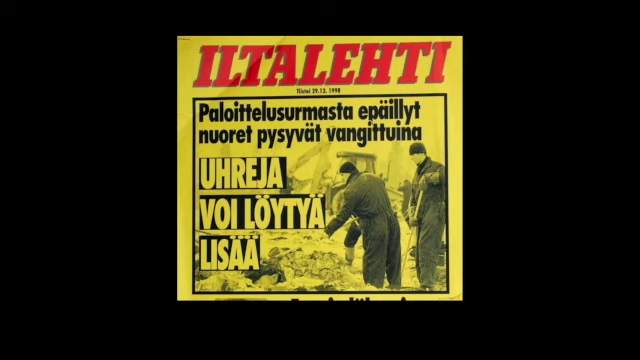 ILTALEHTI
Tiistai 29.12. 1998
Paloittelusurmasta epäillyt
nuoret pysyvät vangittuina
UHREJA
VOI LÖYTYÄ
LISÄÄ